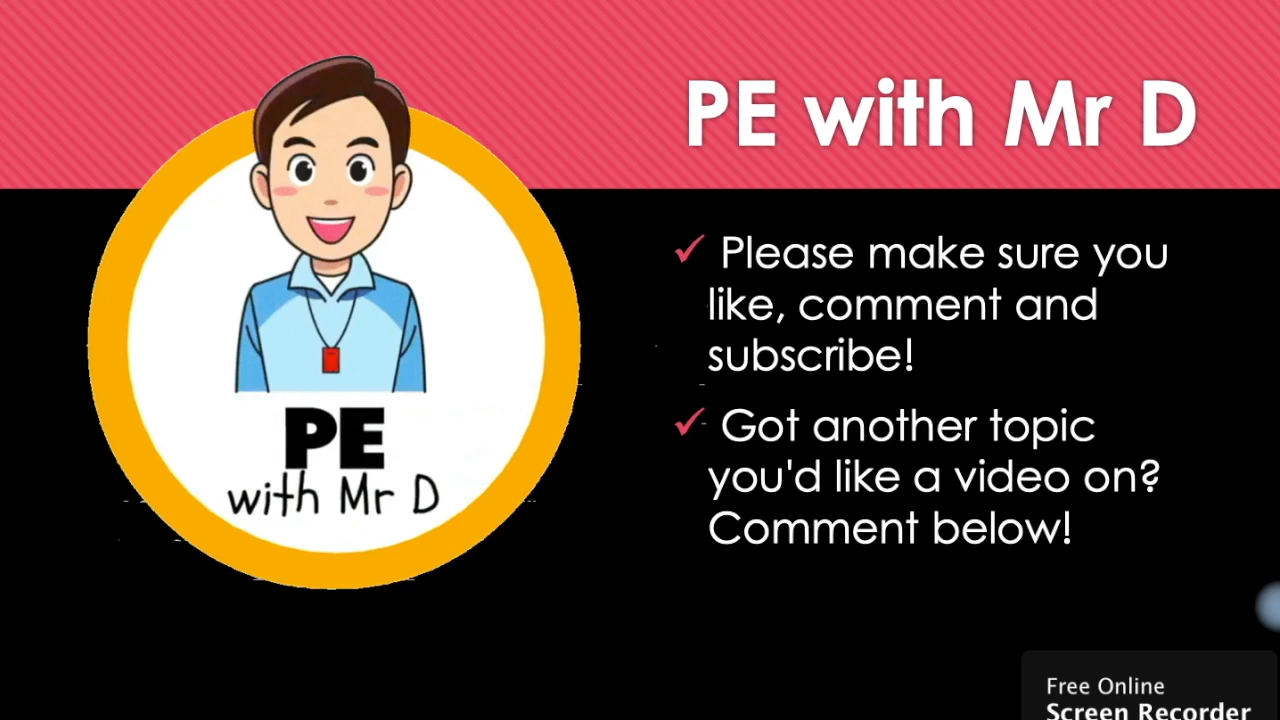 PE with Mr D
✓ Please make sure you
like, comment and
subscribe!
✓ Got another topic
you'd like a video on?
Comment below!
PE
with Mr D
Free Online
Screen Recorder